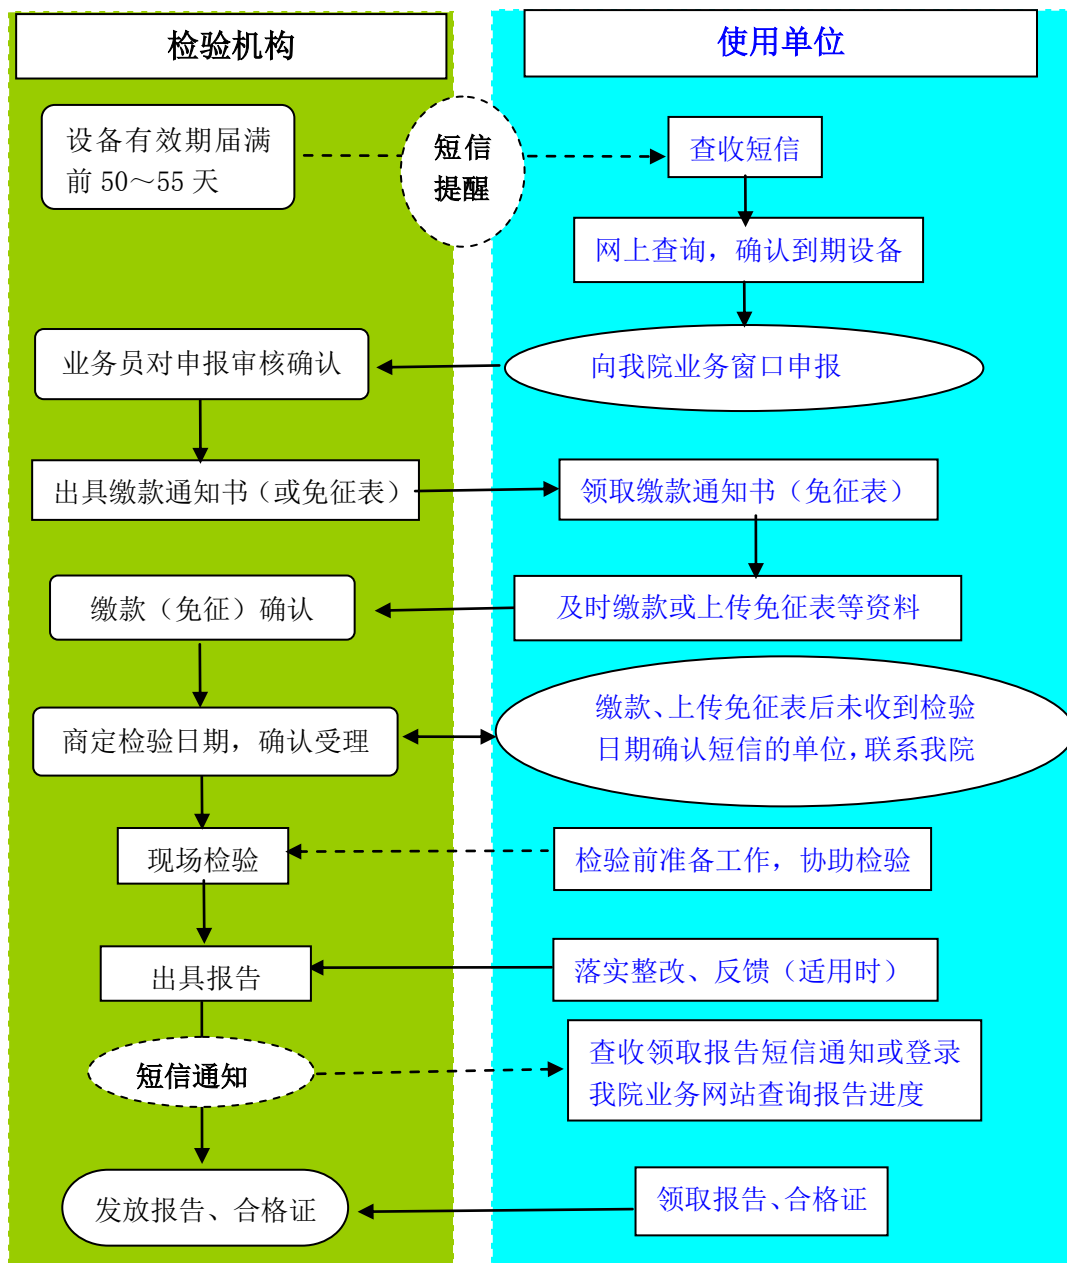 检验机构
使用单位
设备有效期届满
前 50～55 天
短信
提醒
查收短信
网上查询，确认到期设备
业务员对申报审核确认
向我院业务窗口申报
出具缴款通知书（或免征表）
领取缴款通知书（免征表）
缴款（免征）确认
及时缴款或上传免征表等资料
商定检验日期，确认受理
缴款、上传免征表后未收到检验
日期确认短信的单位，联系我院
现场检验
检验前准备工作，协助检验
出具报告
落实整改、反馈（适用时）
短信通知
查收领取报告短信通知或登录
我院业务网站查询报告进度
发放报告、合格证
领取报告、合格证